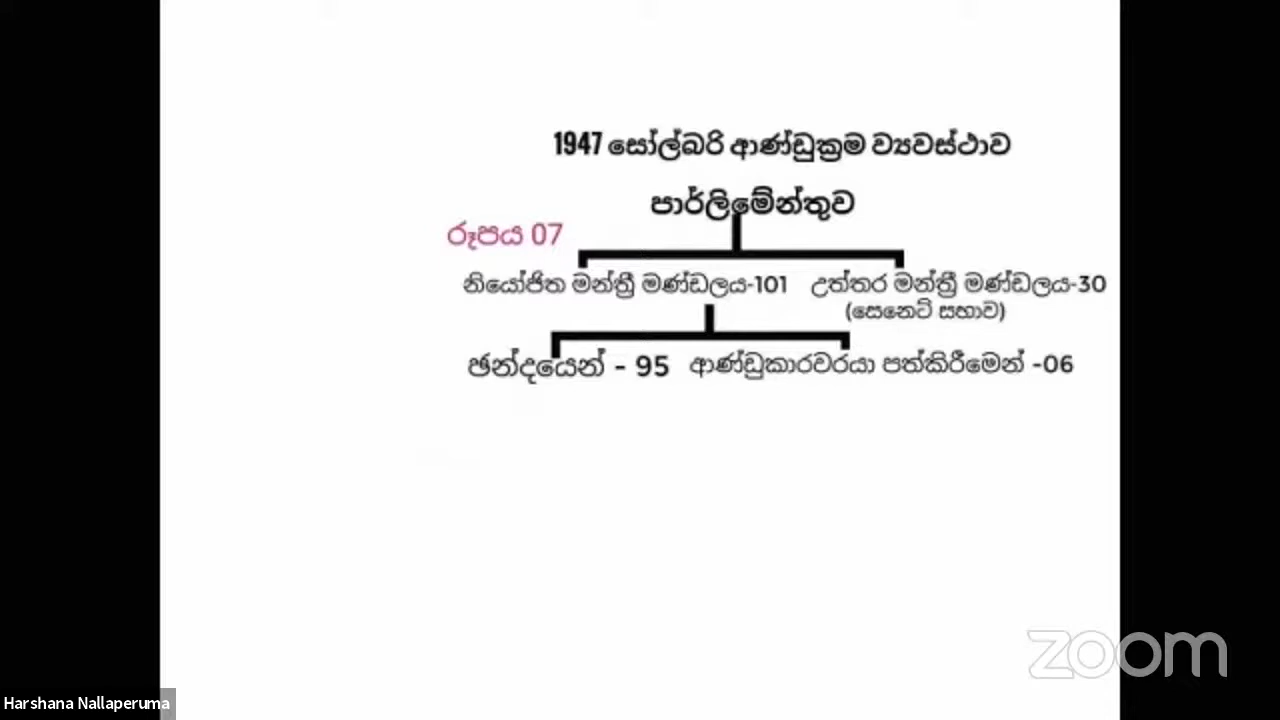 1947 සෝල්බරි ආණ්ඩුක්‍රම ව්‍යවස්ථාව
පාර්ලිමේන්තුව
රූපය 07
නියෝජිත මන්ත්‍රී මණ්ඩලය-101 උත්තර මන්ත්‍රී මණ්ඩලය-30
(සෙනෙට් සභාව)
ඡන්දයෙන් - 95 ආණ්ඩුකාරවරයා පත්කිරීමෙන් -06
zoom
Harshana Nallaperuma